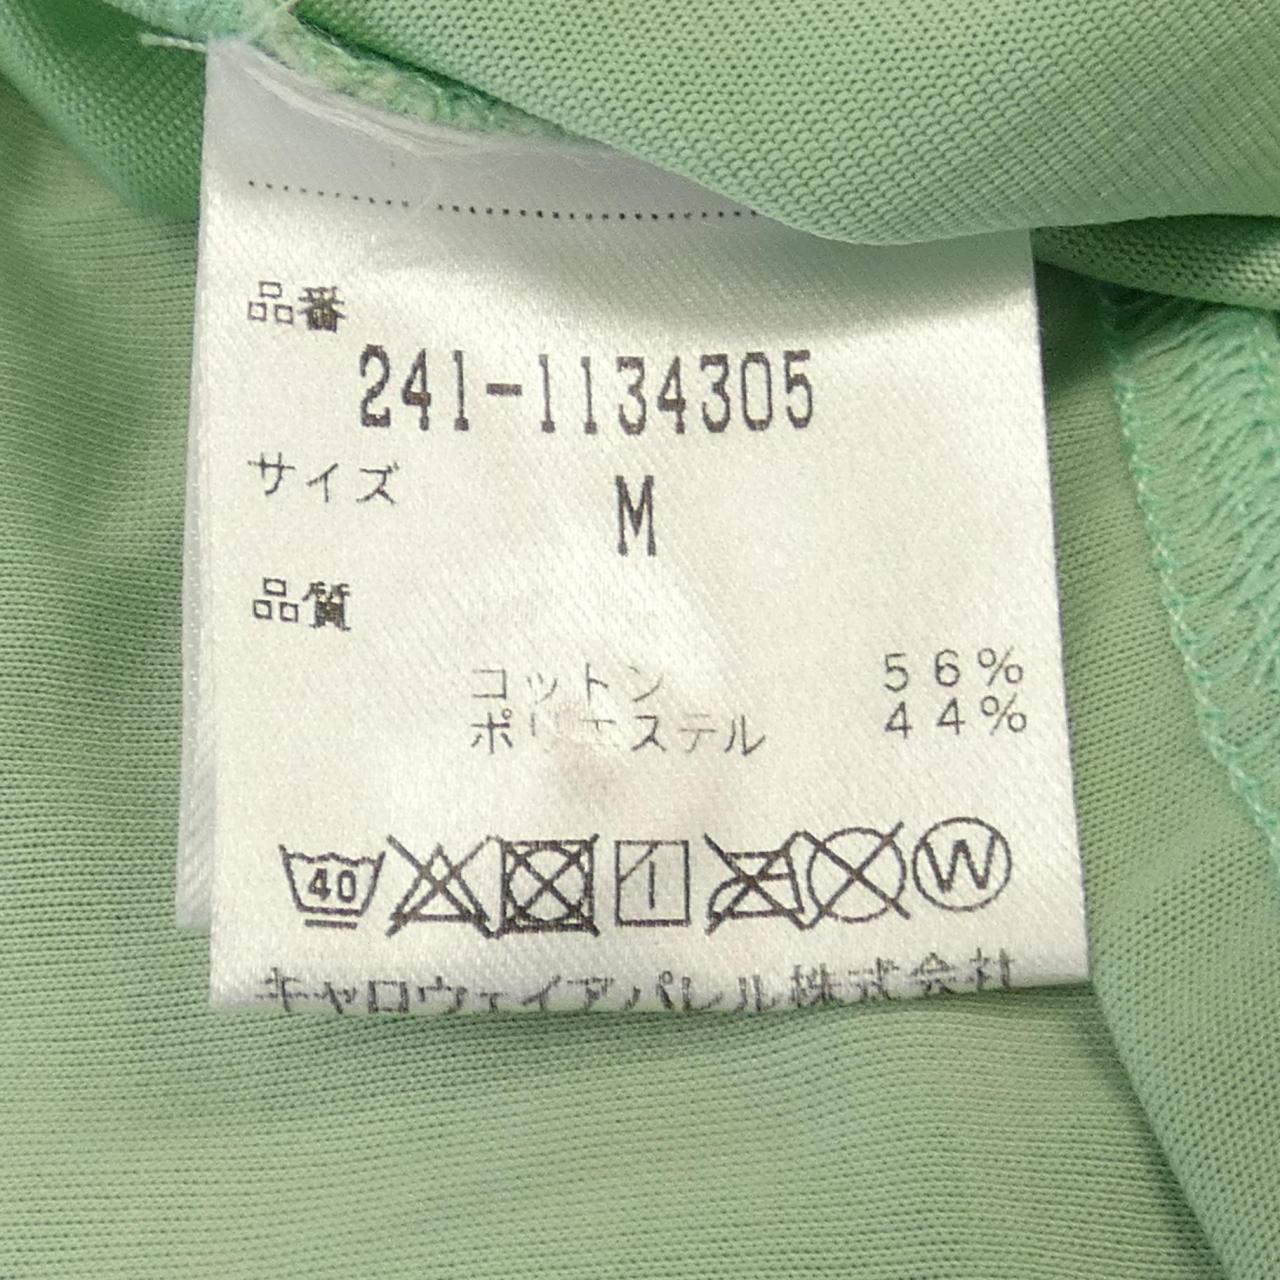 品番
241-1134305
サイズ
M
品質
コットン 56%
ポリエステル 44%
40
W
キャロウェイアパレル株式会社